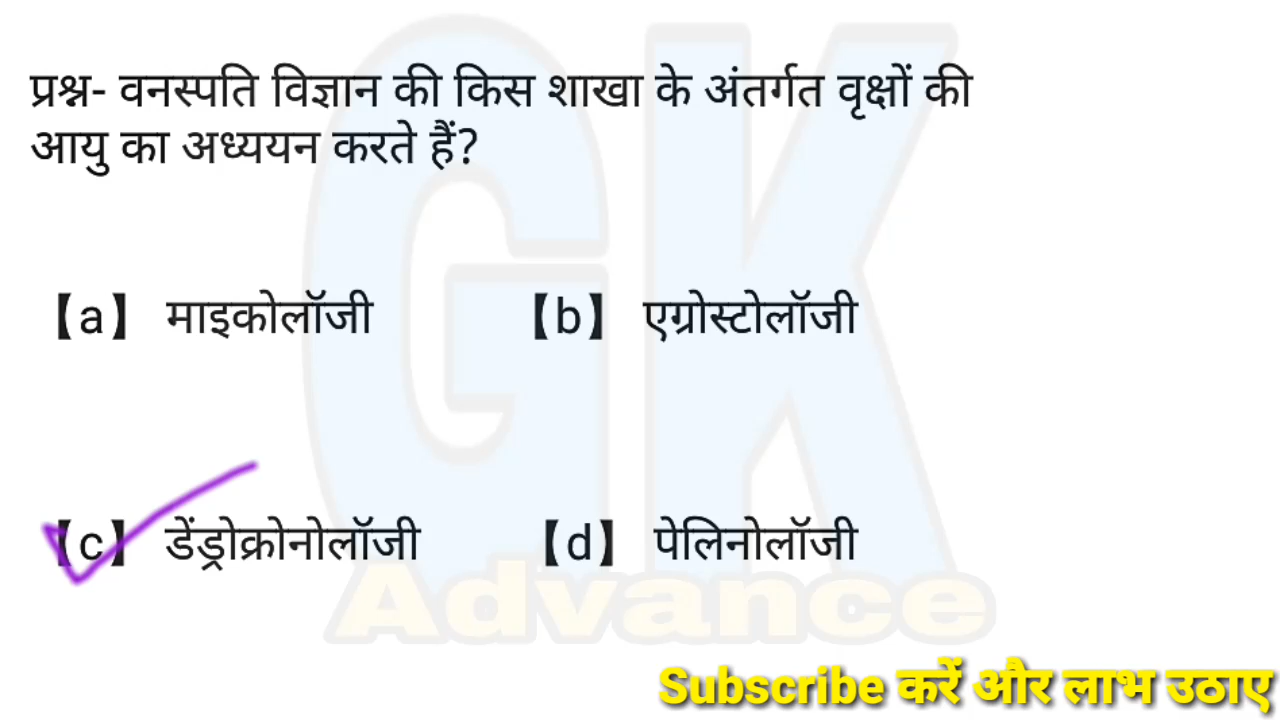 प्रश्न- वनस्पति विज्ञान की किस शाखा के अंतर्गत वृक्षों की
आयु का अध्ययन करते हैं?
【a】 माइकोलॉजी 【b】 एग्रोस्टोलॉजी
【c】 डेंड्रोक्रोनोलॉजी 【d】 पेलिनोलॉजी
GK
Advance
Subscribe करें और लाभ उठाए